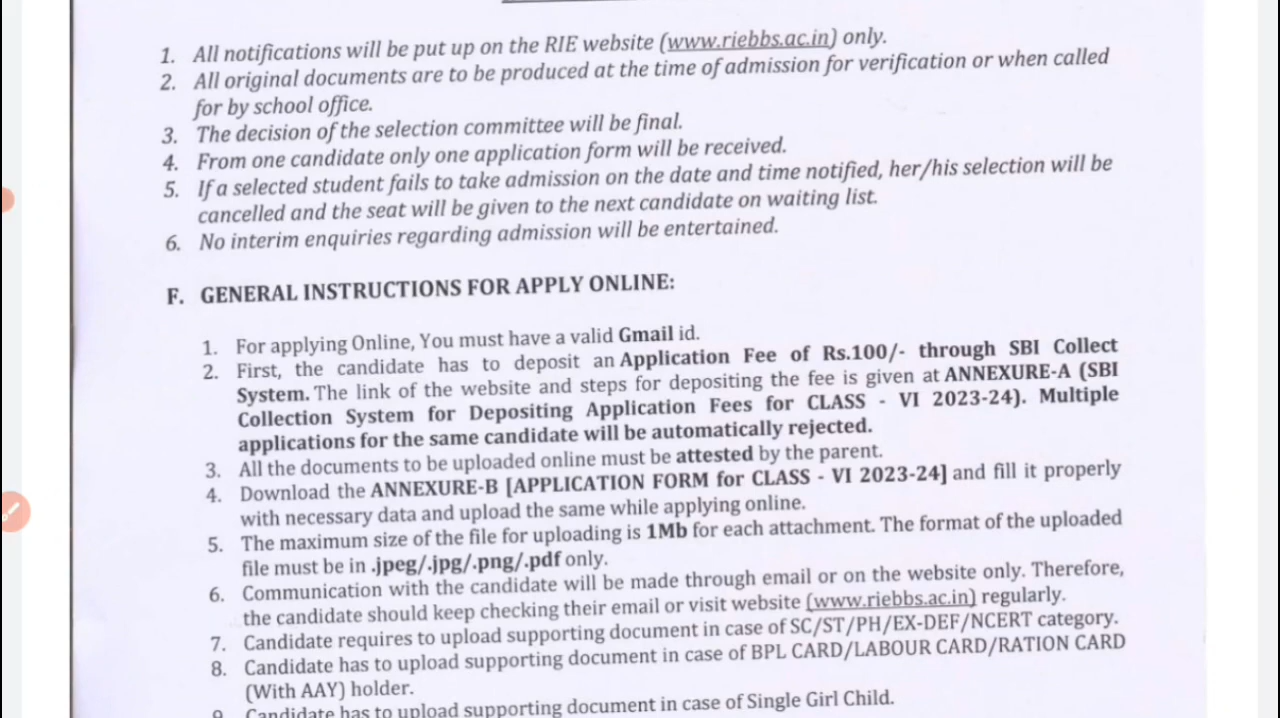 1. All notifications will be put up on the RIE website (www.riebbs.ac.in) only.
2. All original documents are to be produced at the time of admission for verification or when called
for by school office.
3. The decision of the selection committee will be final.
4. From one candidate only one application form will be received.
5. If a selected student fails to take admission on the date and time notified, her/his selection will be
cancelled and the seat will be given to the next candidate on waiting list.
6. No interim enquiries regarding admission will be entertained.
F. GENERAL INSTRUCTIONS FOR APPLY ONLINE:
1. For applying Online, You must have a valid Gmail id.
2. First, the candidate has to deposit an Application Fee of Rs.100/- through SBI Collect
System. The link of the website and steps for depositing the fee is given at ANNEXURE-A (SBI
Collection System for Depositing Application Fees for CLASS - VI 2023-24). Multiple
applications for the same candidate will be automatically rejected.
3. All the documents to be uploaded online must be attested by the parent.
4. Download the ANNEXURE-B [APPLICATION FORM for CLASS - VI 2023-24] and fill it properly
with necessary data and upload the same while applying online.
5. The maximum size of the file for uploading is 1Mb for each attachment. The format of the uploaded
file must be in .jpeg/.jpg/.png/.pdf only.
6. Communication with the candidate will be made through email or on the website only. Therefore,
the candidate should keep checking their email or visit website (www.riebbs.ac.in) regularly.
7. Candidate requires to upload supporting document in case of SC/ST/PH/EX-DEF/NCERT category.
8. Candidate has to upload supporting document in case of BPL CARD/LABOUR CARD/RATION CARD
(With AAY) holder.
9. Candidate has to upload supporting document in case of Single Girl Child.